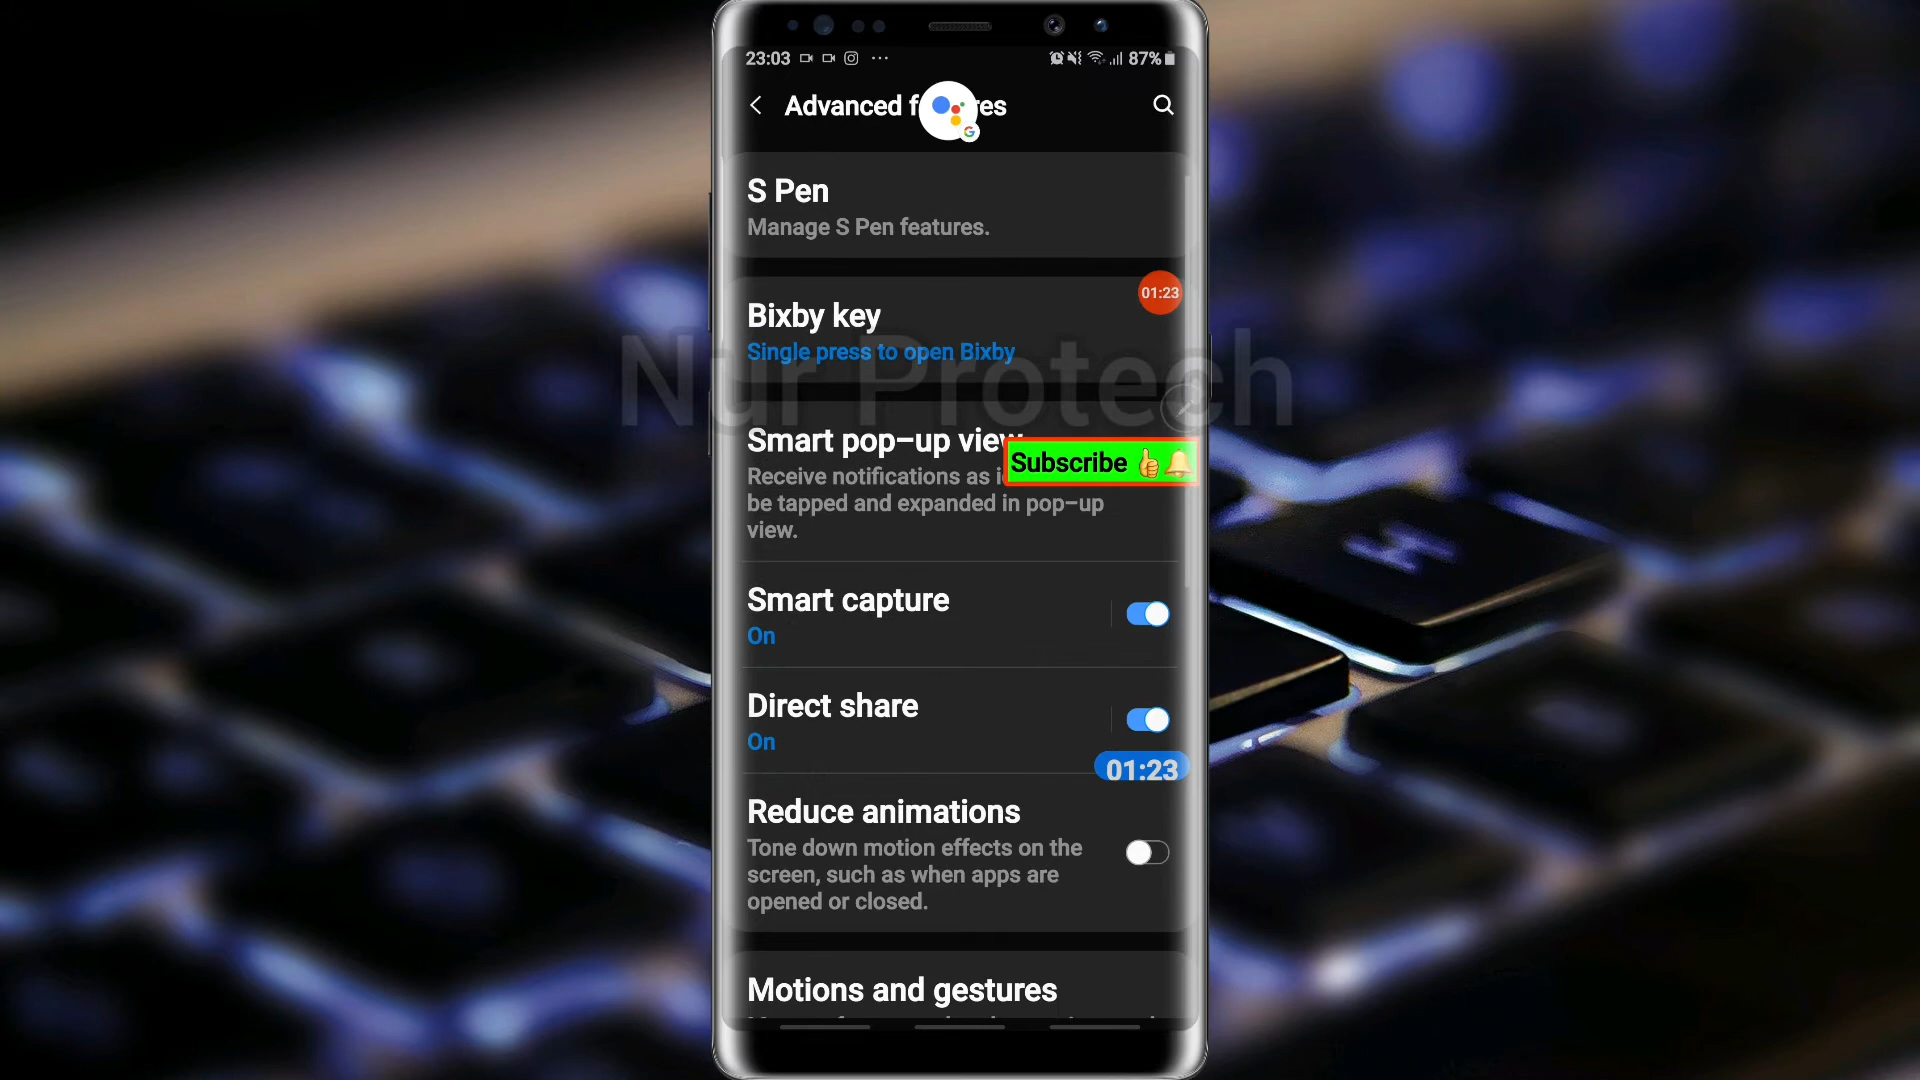 23:03
87%
Advanced f res
S Pen
Manage S Pen features.
01:23
Bixby key
Single press to open Bixby
Nur Protech
Smart pop-up view
Subscribe 👍🔔
Receive notifications as i
be tapped and expanded in pop-up
view.
Smart capture
On
Direct share
On
01:23
Reduce animations
Tone down motion effects on the
screen, such as when apps are
opened or closed.
Motions and gestures